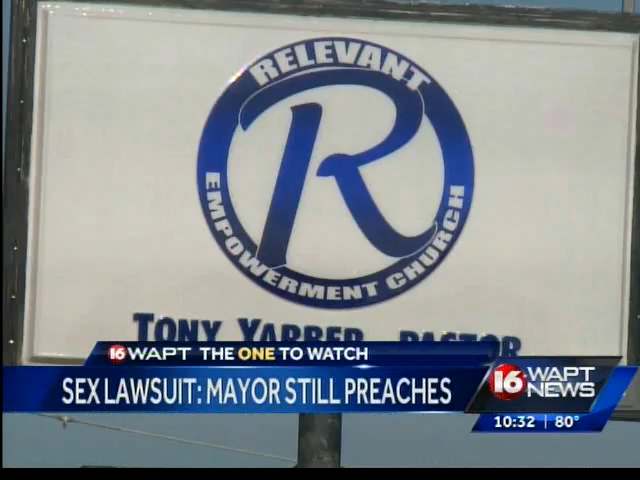 RELEVANT
R
EMPOWERMENT CHURCH
TONY YARBER, PASTOR
16 WAPT THE ONE TO WATCH
SEX LAWSUIT: MAYOR STILL PREACHES
16 WAPT
NEWS
10:32 | 80°